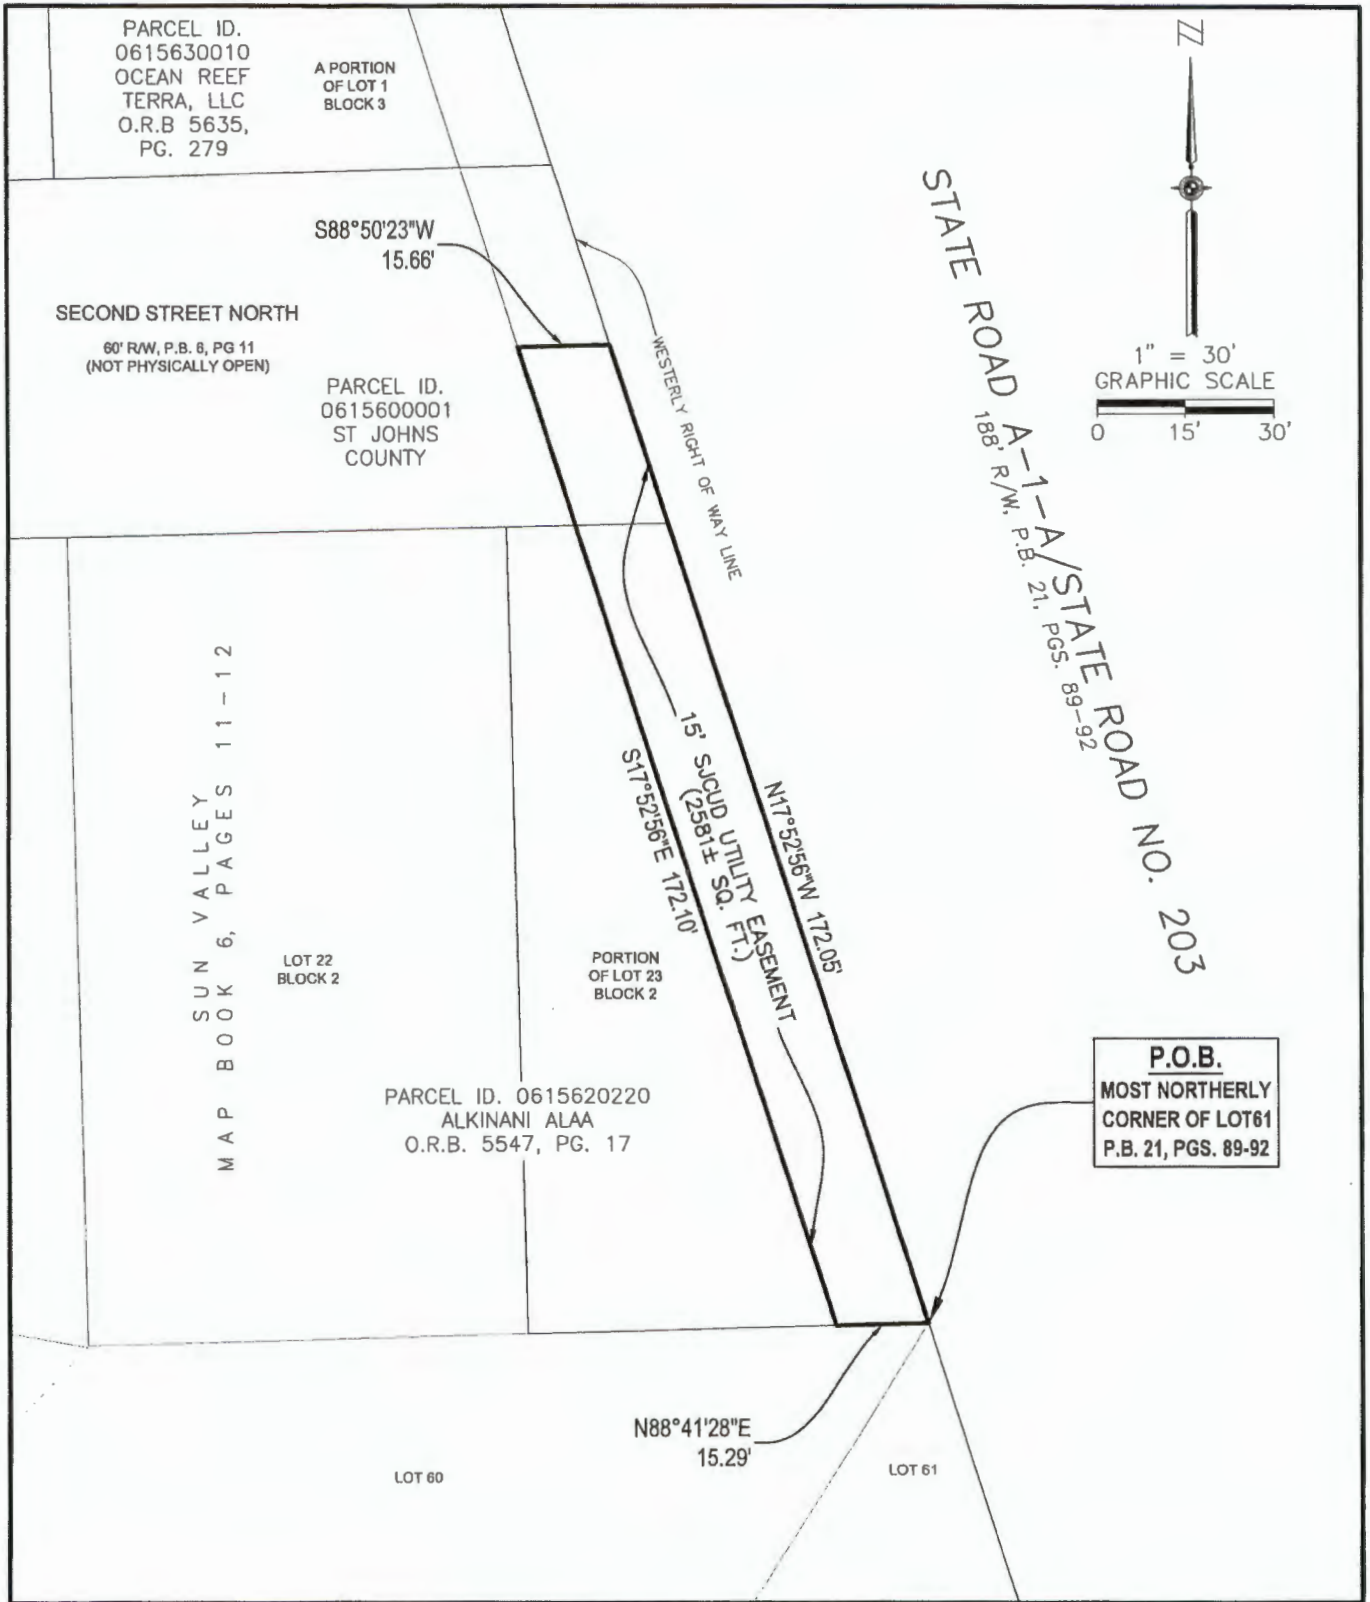 PARCEL ID.
0615630010
OCEAN REEF
TERRA, LLC
O.R.B 5635,
PG. 279
A PORTION
OF LOT 1
BLOCK 3
N
S88°50'23"W
15.66'
SECOND STREET NORTH
60' R/W, P.B. 6, PG 11
(NOT PHYSICALLY OPEN)
PARCEL ID.
0615600001
ST JOHNS
COUNTY
WESTERLY RIGHT OF WAY LINE
STATE ROAD A-1-A/STATE ROAD NO. 203
188' R/W, P.B. 21, PGS. 89-92
1" = 30'
GRAPHIC SCALE
0 15' 30'
SUN VALLEY
MAP BOOK 6, PAGES 11-12
15' SJCUD UTILITY EASEMENT
(2581± SQ. FT.)
S17°52'56"E 172.10'
N17°52'56"W 172.05'
LOT 22
BLOCK 2
PORTION
OF LOT 23
BLOCK 2
PARCEL ID. 0615620220
ALKINANI ALAA
O.R.B. 5547, PG. 17
P.O.B.
MOST NORTHERLY
CORNER OF LOT61
P.B. 21, PGS. 89-92
N88°41'28"E
15.29'
LOT 60
LOT 61